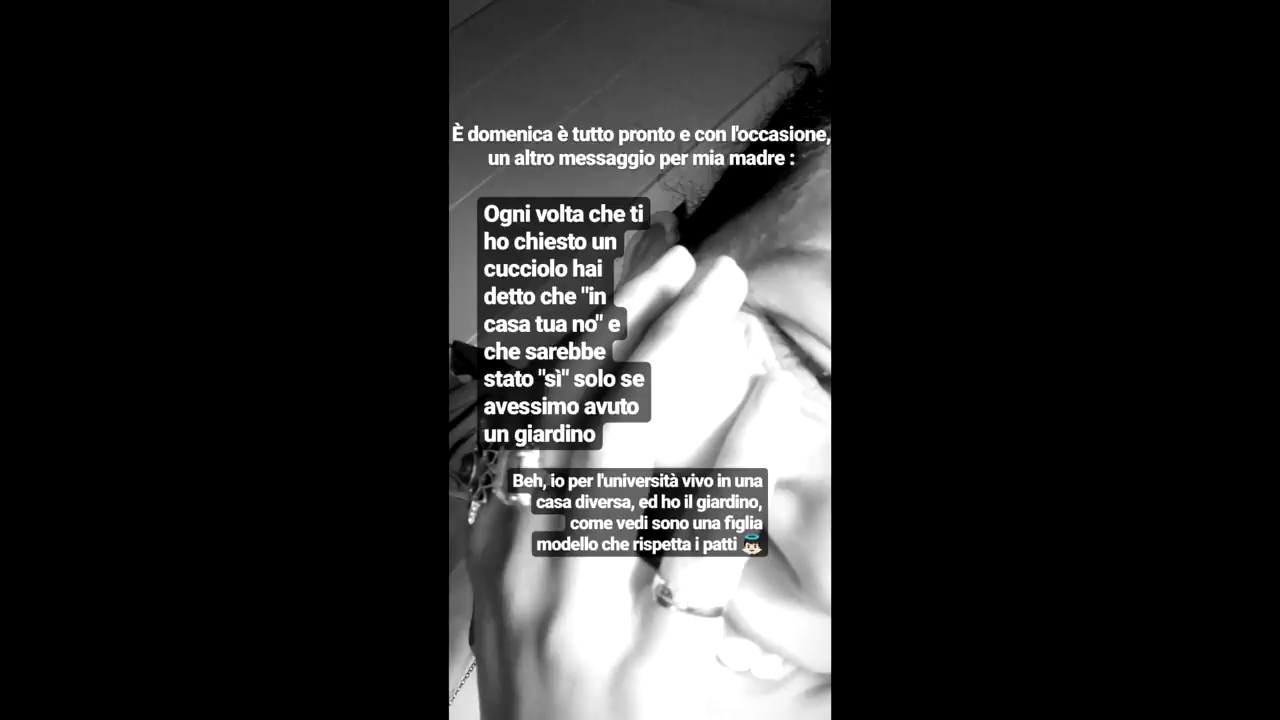 È domenica è tutto pronto e con l'occasione,
un altro messaggio per mia madre :
Ogni volta che ti
ho chiesto un
cucciolo hai
detto che "in
casa tua no" e
che sarebbe
stato "sì" solo se
avessimo avuto
un giardino
Beh, io per l'università vivo in una
casa diversa, ed ho il giardino,
come vedi sono una figlia
modello che rispetta i patti 👼🏻